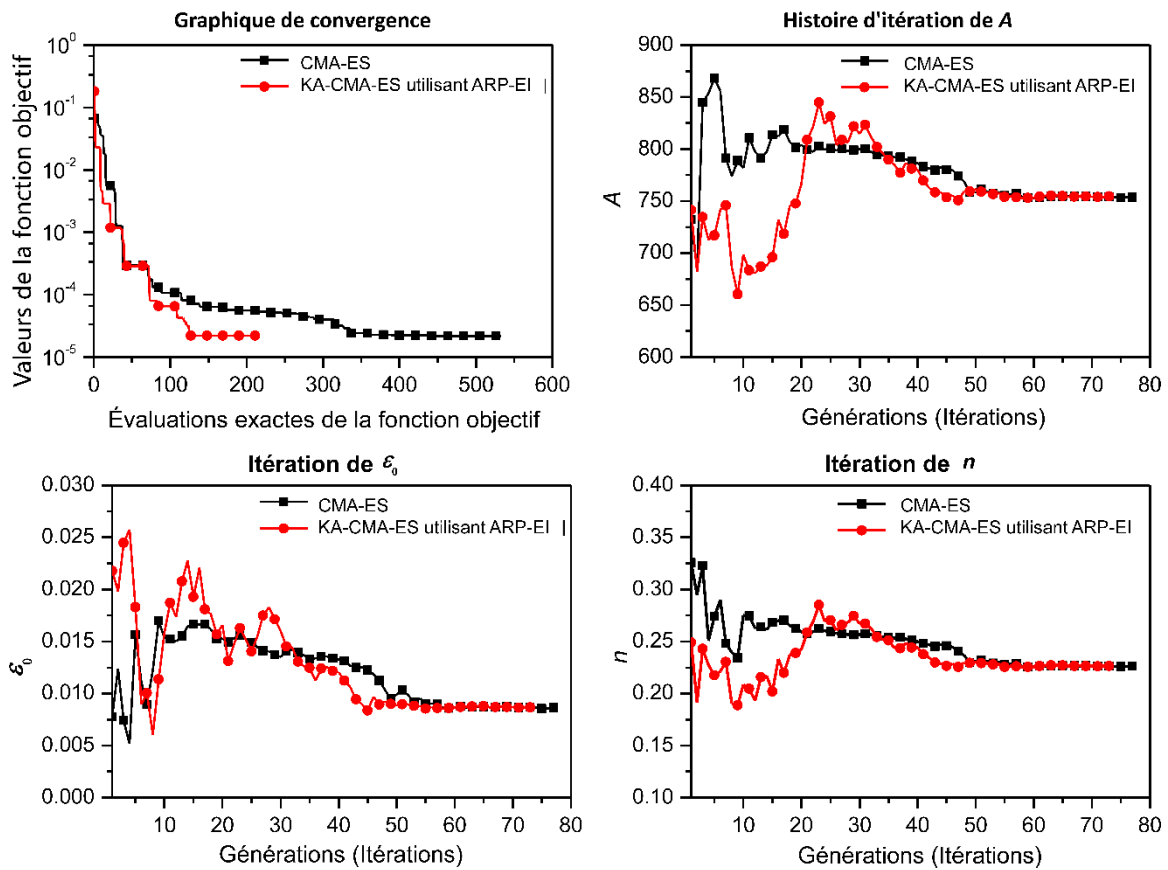 Graphique de convergence
Valeurs de la fonction objectif
10^0
10^-1
10^-2
10^-3
10^-4
10^-5
CMA-ES
KA-CMA-ES utilisant ARP-EI |
0 100 200 300 400 500 600
Évaluations exactes de la fonction objectif
Histoire d'itération de A
A
900
850
800
750
700
650
600
CMA-ES
KA-CMA-ES utilisant ARP-EI
10 20 30 40 50 60 70 80
Générations (Itérations)
Itération de ε₀
ε₀
0.030
0.025
0.020
0.015
0.010
0.005
0.000
CMA-ES
KA-CMA-ES utilisant ARP-EI |
10 20 30 40 50 60 70 80
Générations (Itérations)
Itération de n
n
0.40
0.35
0.30
0.25
0.20
0.15
0.10
CMA-ES
KA-CMA-ES utilisant ARP-EI
10 20 30 40 50 60 70 80
Générations (Itérations)